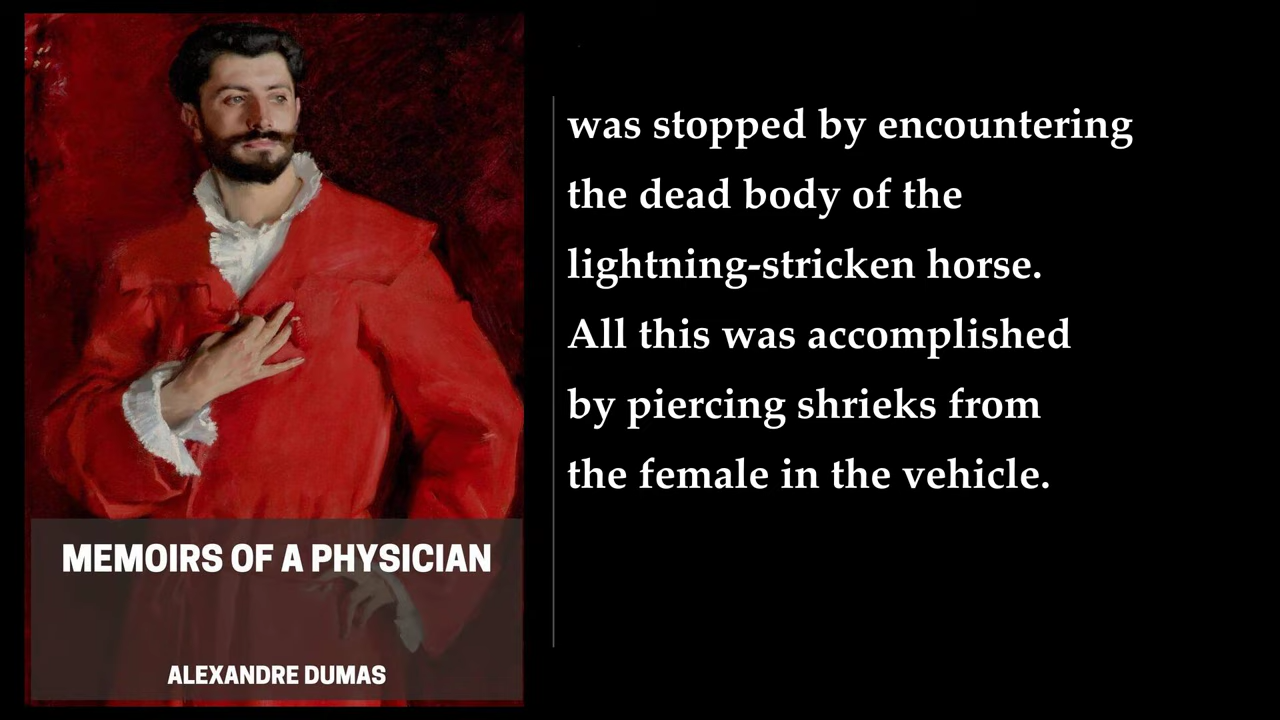 MEMOIRS OF A PHYSICIAN
ALEXANDRE DUMAS
was stopped by encountering
the dead body of the
lightning-stricken horse.
All this was accomplished
by piercing shrieks from
the female in the vehicle.